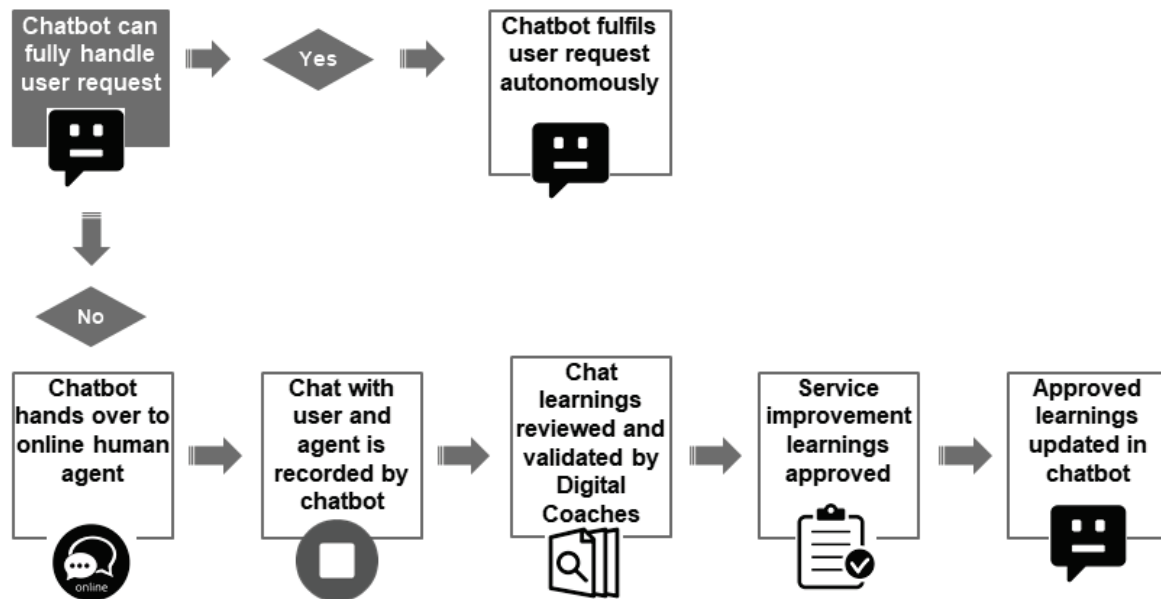 Chatbot can
fully handle
user request
Yes
Chatbot fulfils
user request
autonomously
No
Chatbot
hands over to
online human
agent
online
Chat with
user and
agent is
recorded by
chatbot
Chat
learnings
reviewed and
validated by
Digital
Coaches
Service
improvement
learnings
approved
Approved
learnings
updated in
chatbot